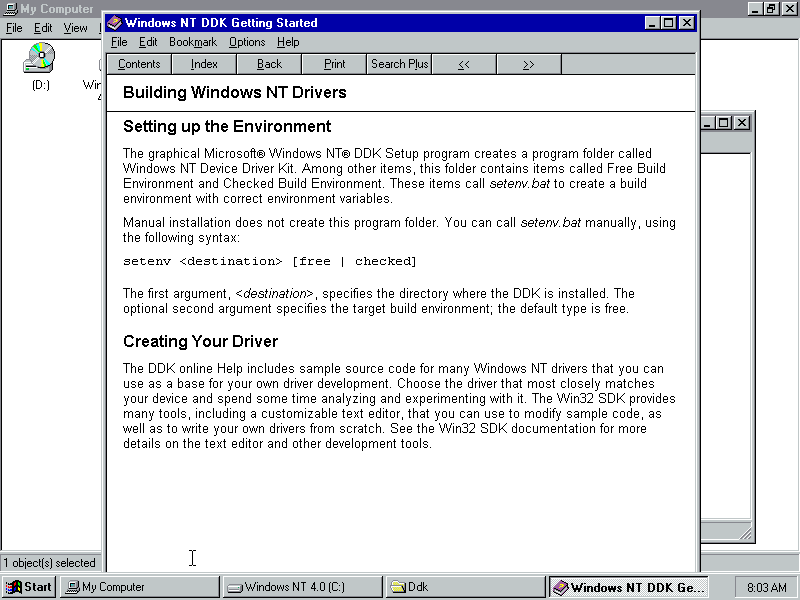 My Computer
File Edit View
(D:)
Windows NT DDK Getting Started
File Edit Bookmark Options Help
Contents Index Back Print Search Plus << >>
Building Windows NT Drivers
Setting up the Environment
The graphical Microsoft® Windows NT® DDK Setup program creates a program folder called
Windows NT Device Driver Kit. Among other items, this folder contains items called Free Build
Environment and Checked Build Environment. These items call setenv.bat to create a build
environment with correct environment variables.
Manual installation does not create this program folder. You can call setenv.bat manually, using
the following syntax:
setenv <destination> [free | checked]
The first argument, <destination>, specifies the directory where the DDK is installed. The
optional second argument specifies the target build environment; the default type is free.
Creating Your Driver
The DDK online Help includes sample source code for many Windows NT drivers that you can
use as a base for your own driver development. Choose the driver that most closely matches
your device and spend some time analyzing and experimenting with it. The Win32 SDK provides
many tools, including a customizable text editor, that you can use to modify sample code, as
well as to write your own drivers from scratch. See the Win32 SDK documentation for more
details on the text editor and other development tools.
1 object(s) selected
Start My Computer Windows NT 4.0 (C:) Ddk Windows NT DDK Ge... 8:03 AM